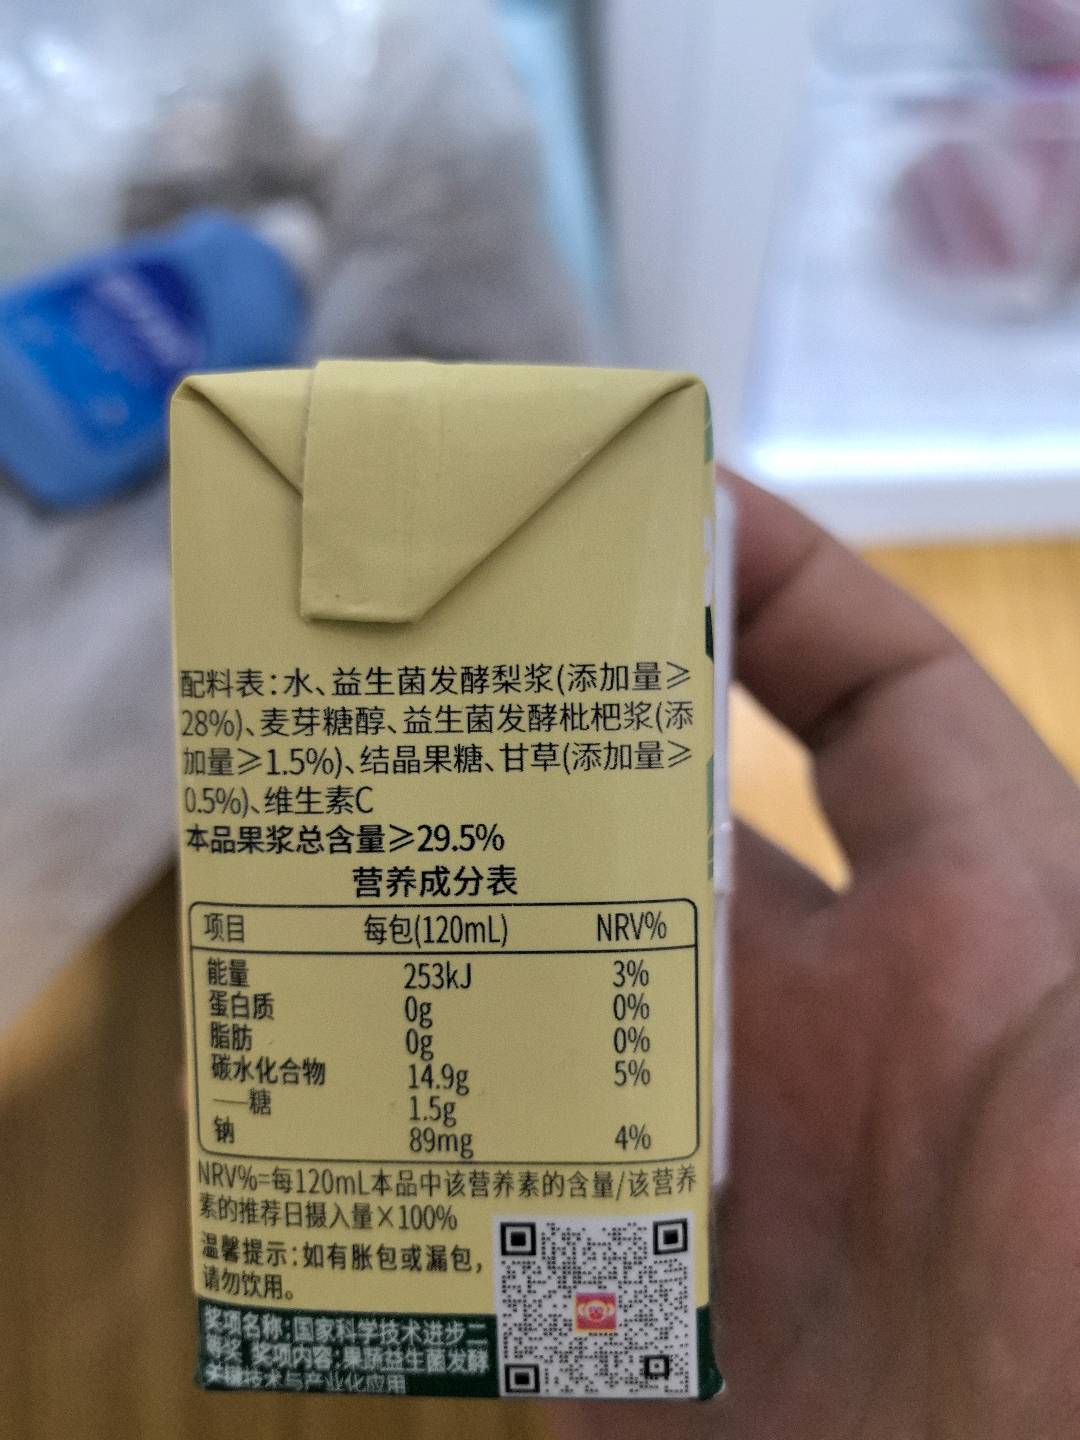 配料表:水、益生菌发酵梨浆(添加量≥
28%)、麦芽糖醇、益生菌发酵枇杷浆(添
加量≥1.5%)、结晶果糖、甘草(添加量≥
0.5%)、维生素C
本品果浆总含量≥29.5%
营养成分表
项目 每包(120mL) NRV%
能量 253kJ 3%
蛋白质 0g 0%
脂肪 0g 0%
碳水化合物 14.9g 5%
—糖 1.5g
钠 89mg 4%
NRV%=每120mL本品中该营养素的含量/该营养
素的推荐日摄入量×100%
温馨提示:如有胀包或漏包,
请勿饮用。
奖项名称:国家科学技术进步二
等奖 奖项内容:果蔬益生菌发酵
关键技术与产业化应用